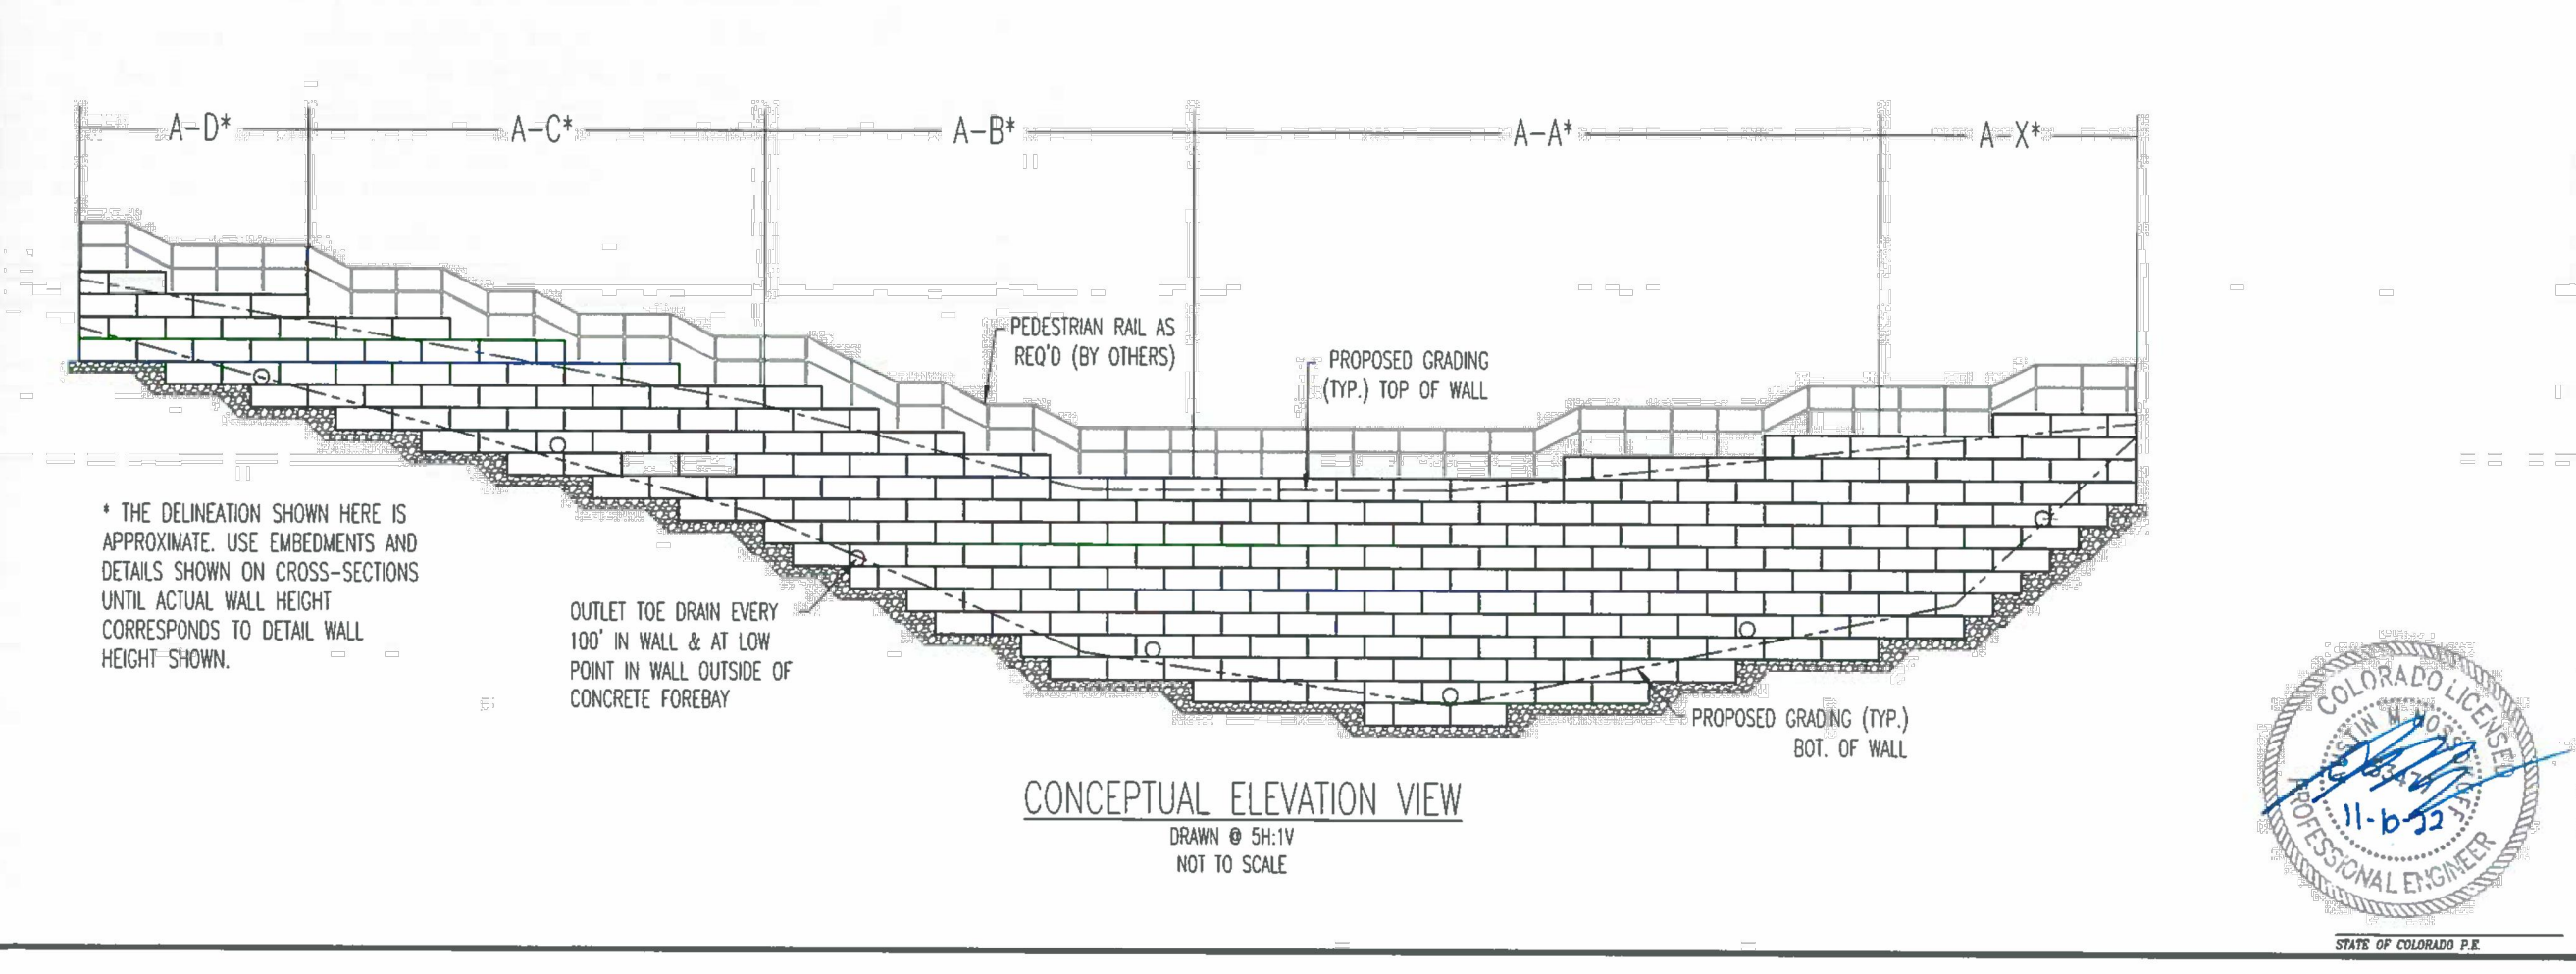 A-D*
A-C*
A-B*
A-A*
A-X*
PEDESTRIAN RAIL AS
REQ'D (BY OTHERS)
PROPOSED GRADING
(TYP.) TOP OF WALL
* THE DELINEATION SHOWN HERE IS
APPROXIMATE. USE EMBEDMENTS AND
DETAILS SHOWN ON CROSS-SECTIONS
UNTIL ACTUAL WALL HEIGHT
CORRESPONDS TO DETAIL WALL
HEIGHT SHOWN.
OUTLET TOE DRAIN EVERY
100' IN WALL & AT LOW
POINT IN WALL OUTSIDE OF
CONCRETE FOREBAY
PROPOSED GRADING (TYP.)
BOT. OF WALL
CONCEPTUAL ELEVATION VIEW
DRAWN @ 5H:1V
NOT TO SCALE
COLORADO LICENSED
PROFESSIONAL ENGINEER
STATE OF COLORADO P.E.